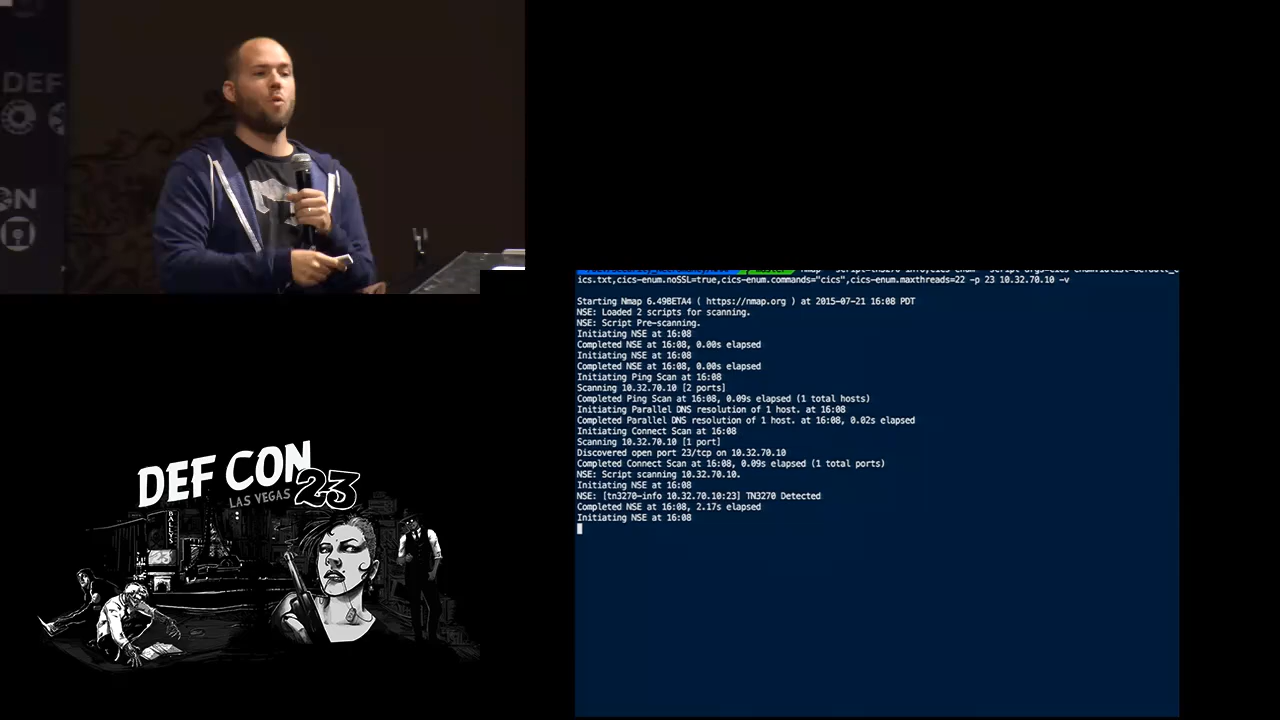 DEF
ON
ics.txt,cics-enum.noSSL=true,cics-enum.commands="cics",cics-enum.maxthreads=22 -p 23 10.32.70.10 -v
Starting Nmap 6.49BETA4 ( https://nmap.org ) at 2015-07-21 16:08 PDT
NSE: Loaded 2 scripts for scanning.
NSE: Script Pre-scanning.
Initiating NSE at 16:08
Completed NSE at 16:08, 0.00s elapsed
Initiating NSE at 16:08
Completed NSE at 16:08, 0.00s elapsed
Initiating Ping Scan at 16:08
Scanning 10.32.70.10 [2 ports]
Completed Ping Scan at 16:08, 0.09s elapsed (1 total hosts)
Initiating Parallel DNS resolution of 1 host. at 16:08
Completed Parallel DNS resolution of 1 host. at 16:08, 0.02s elapsed
Initiating Connect Scan at 16:08
Scanning 10.32.70.10 [1 port]
Discovered open port 23/tcp on 10.32.70.10
Completed Connect Scan at 16:08, 0.09s elapsed (1 total ports)
NSE: Script scanning 10.32.70.10.
Initiating NSE at 16:08
NSE: [tn3270-info 10.32.70.10:23] TN3270 Detected
Completed NSE at 16:08, 2.17s elapsed
Initiating NSE at 16:08
DEF CON
LAS VEGAS 23
BALLYS
23